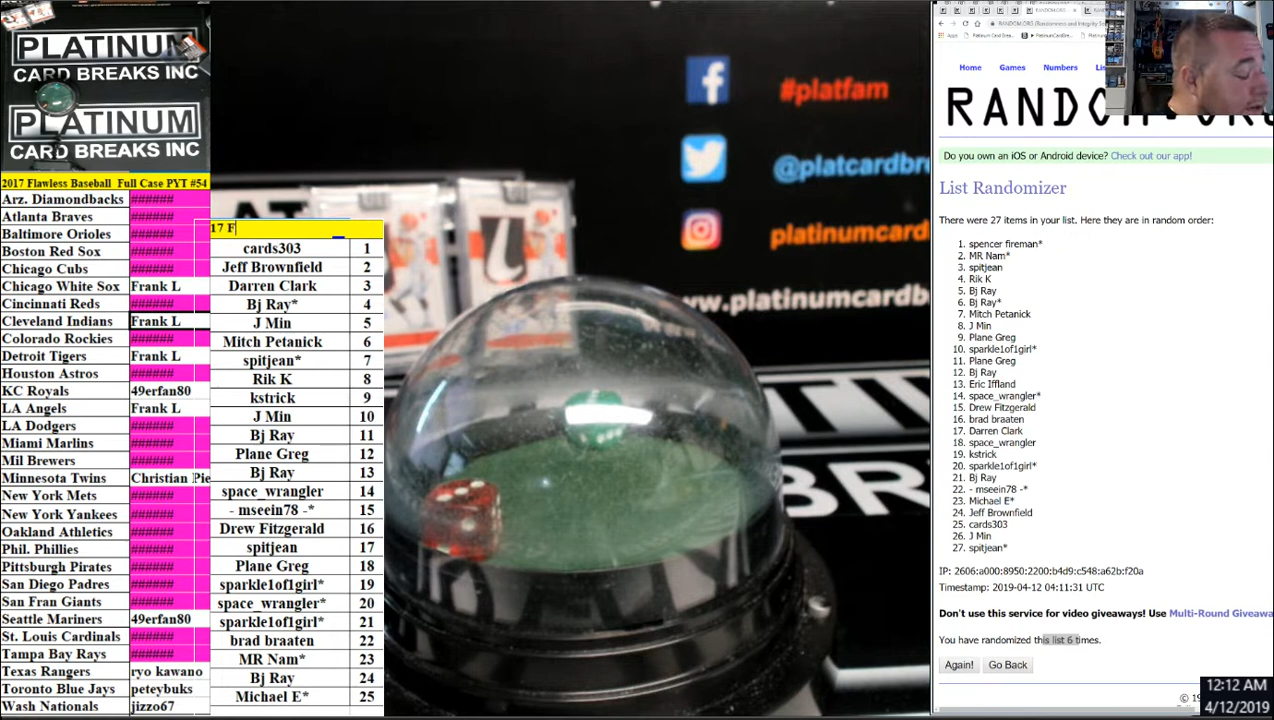 PLATINUM
CARD BREAKS INC
PLATINUM
CARD BREAKS INC
2017 Flawless Baseball Full Case PYT #54
Arz. Diamondbacks ######
Atlanta Braves ######
Baltimore Orioles ######
Boston Red Sox ######
Chicago Cubs ######
Chicago White Sox Frank L
Cincinnati Reds ######
Cleveland Indians Frank L
Colorado Rockies ######
Detroit Tigers Frank L
Houston Astros ######
KC Royals 49erfan80
LA Angels Frank L
LA Dodgers ######
Miami Marlins ######
Mil Brewers ######
Minnesota Twins Christian Pie
New York Mets ######
New York Yankees ######
Oakland Athletics ######
Phil. Phillies ######
Pittsburgh Pirates ######
San Diego Padres ######
San Fran Giants ######
Seattle Mariners 49erfan80
St. Louis Cardinals ######
Tampa Bay Rays ######
Texas Rangers ryo kawano
Toronto Blue Jays peteybuks
Wash Nationals jizzo67
17 F
cards303 1
Jeff Brownfield 2
Darren Clark 3
Bj Ray* 4
J Min 5
Mitch Petanick 6
spitjean* 7
Rik K 8
kstrick 9
J Min 10
Bj Ray 11
Plane Greg 12
Bj Ray 13
space_wrangler 14
- mseein78 -* 15
Drew Fitzgerald 16
spitjean 17
Plane Greg 18
sparkle1of1girl* 19
space_wrangler* 20
sparkle1of1girl* 21
brad braaten 22
MR Nam* 23
Bj Ray 24
Michael E* 25
#platfam
@platcardbre
platinumcardb
www.platinumcardb
BR
RANDOM.ORG
Home Games Numbers Lis
Do you own an iOS or Android device? Check out our app!
List Randomizer
There were 27 items in your list. Here they are in random order:
1. spencer fireman*
2. MR Nam*
3. spitjean
4. Rik K
5. Bj Ray
6. Bj Ray*
7. Mitch Petanick
8. J Min
9. Plane Greg
10. sparkle1of1girl*
11. Plane Greg
12. Bj Ray
13. Eric Iffland
14. space_wrangler*
15. Drew Fitzgerald
16. brad braaten
17. Darren Clark
18. space_wrangler
19. kstrick
20. sparkle1of1girl*
21. Bj Ray
22. - mseein78 -*
23. Michael E*
24. Jeff Brownfield
25. cards303
26. J Min
27. spitjean*
IP: 2606:a000:8950:2200:b4d9:c548:a62b:f20a
Timestamp: 2019-04-12 04:11:31 UTC
Don't use this service for video giveaways! Use Multi-Round Giveawa
You have randomized this list 6 times.
Again! Go Back
© 19
12:12 AM
4/12/2019